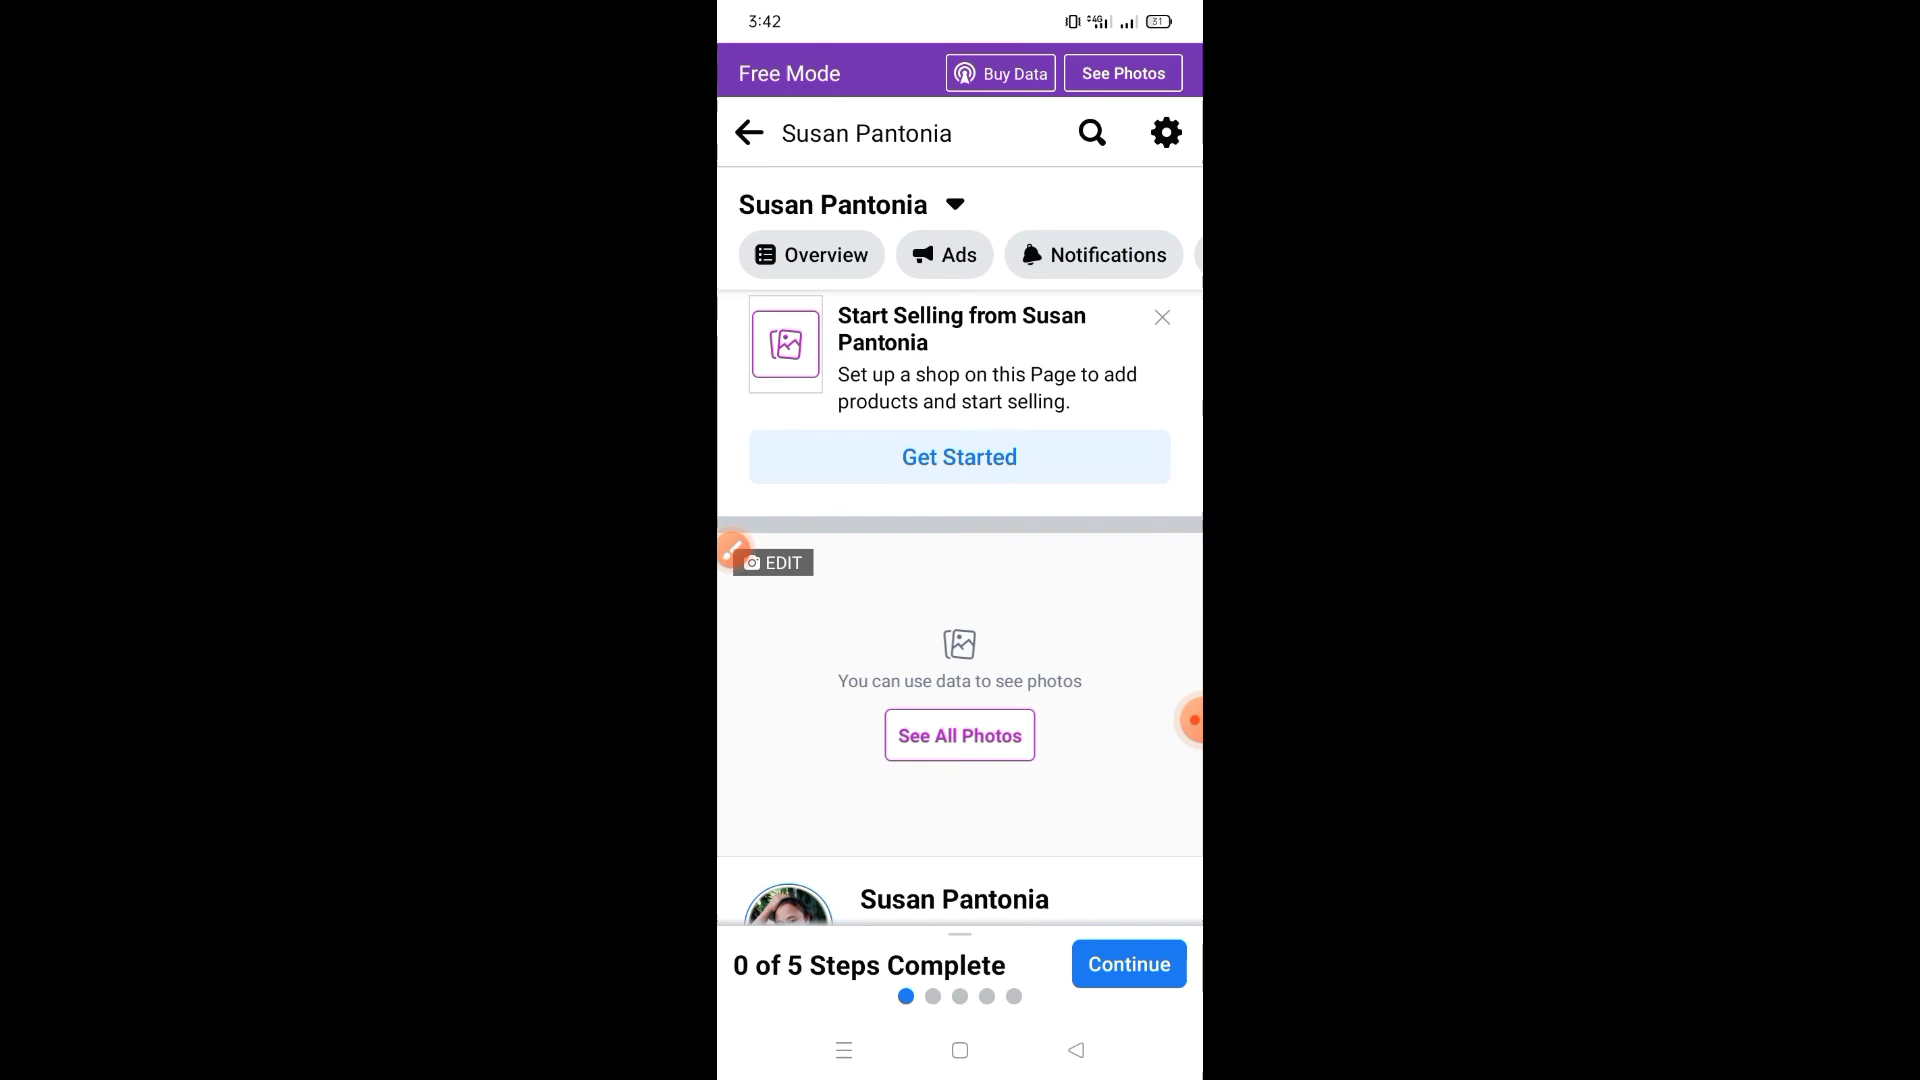 3:42
4G
31
Free Mode
Buy Data
See Photos
Susan Pantonia
Susan Pantonia
Overview
Ads
Notifications
Start Selling from Susan
Pantonia
Set up a shop on this Page to add
products and start selling.
Get Started
EDIT
You can use data to see photos
See All Photos
Susan Pantonia
0 of 5 Steps Complete
Continue